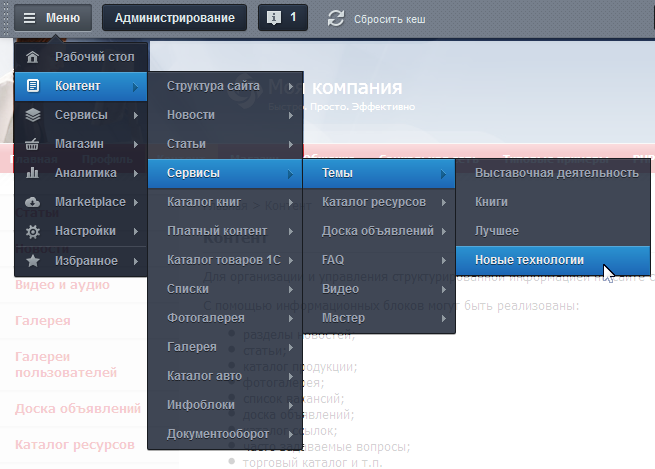 Меню
Администрирование
1
Сбросить кеш
Рабочий стол
Контент
Сервисы
Магазин
Аналитика
Marketplace
Настройки
Избранное
Структура сайта
Новости
Статьи
Сервисы
Каталог книг
Платный контент
Каталог товаров 1С
Списки
Фотогалерея
Галерея
Каталог авто
Инфоблоки
Документооборот
Темы
Каталог ресурсов
Доска объявлений
FAQ
Видео
Мастер
Выставочная деятельность
Книги
Лучшее
Новые технологии
Моя компания
Быстро. Просто. Эффективно
Главная Профиль
Статьи
Новости
Видео и аудио
Галерея
Галереи
пользователей
Доска объявлений
Каталог ресурсов
> Контент
Контент
Для организации и управления структурированной информацией на сайте
С помощью информационных блоков могут быть реализованы:
разделы новостей;
статьи;
каталог продукции;
фотогалерея;
список вакансий;
доска объявлений;
каталог ссылок;
часто задаваемые вопросы;
торговый каталог и т.п.